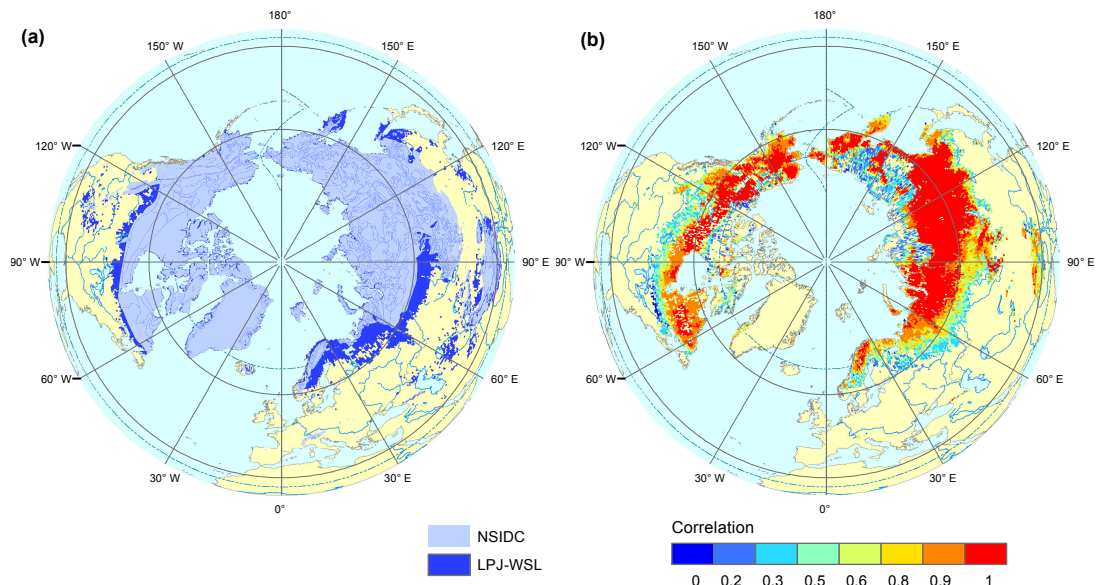 (a)
180°
150° W
150° E
120° W
120° E
90° W
90° E
60° W
60° E
30° W
30° E
0°
NSIDC
LPJ-WSL
(b)
180°
150° W
150° E
120° W
120° E
90° W
90° E
60° W
60° E
30° W
30° E
0°
Correlation
0 0.2 0.3 0.5 0.6 0.8 0.9 1